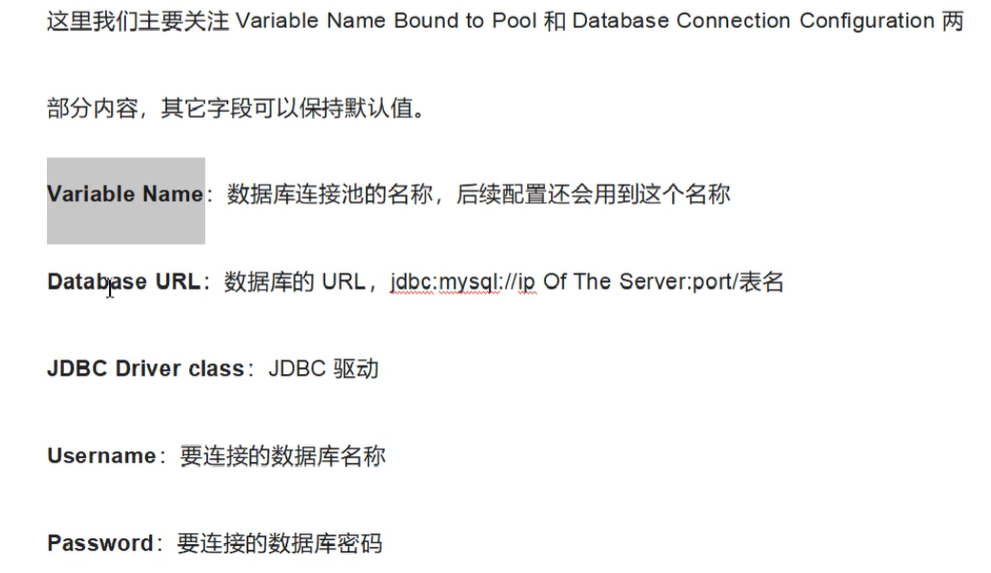 这里我们主要关注 Variable Name Bound to Pool 和 Database Connection Configuration 两
部分内容，其它字段可以保持默认值。
Variable Name：数据库连接池的名称，后续配置还会用到这个名称
Database URL：数据库的 URL，jdbc:mysql://ip Of The Server:port/表名
JDBC Driver class：JDBC 驱动
Username：要连接的数据库名称
Password：要连接的数据库密码